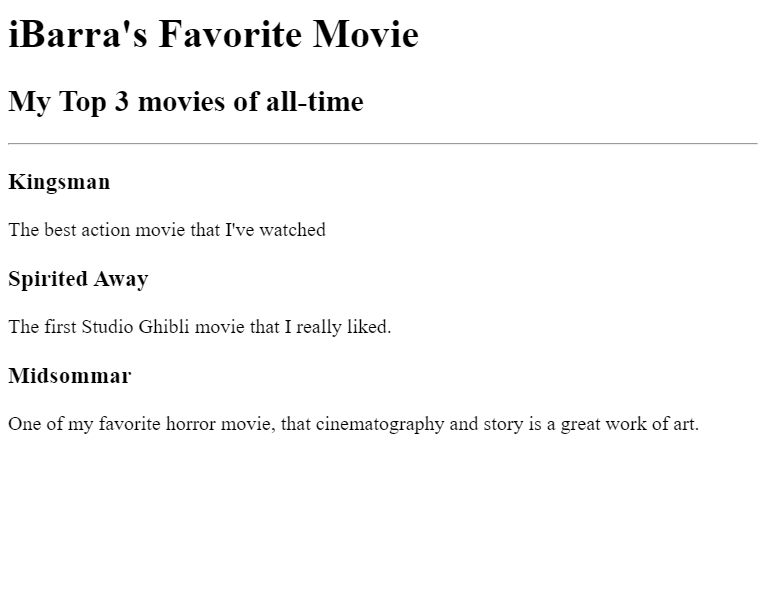 iBarra's Favorite Movie
My Top 3 movies of all-time
Kingsman
The best action movie that I've watched
Spirited Away
The first Studio Ghibli movie that I really liked.
Midsommar
One of my favorite horror movie, that cinematography and story is a great work of art.